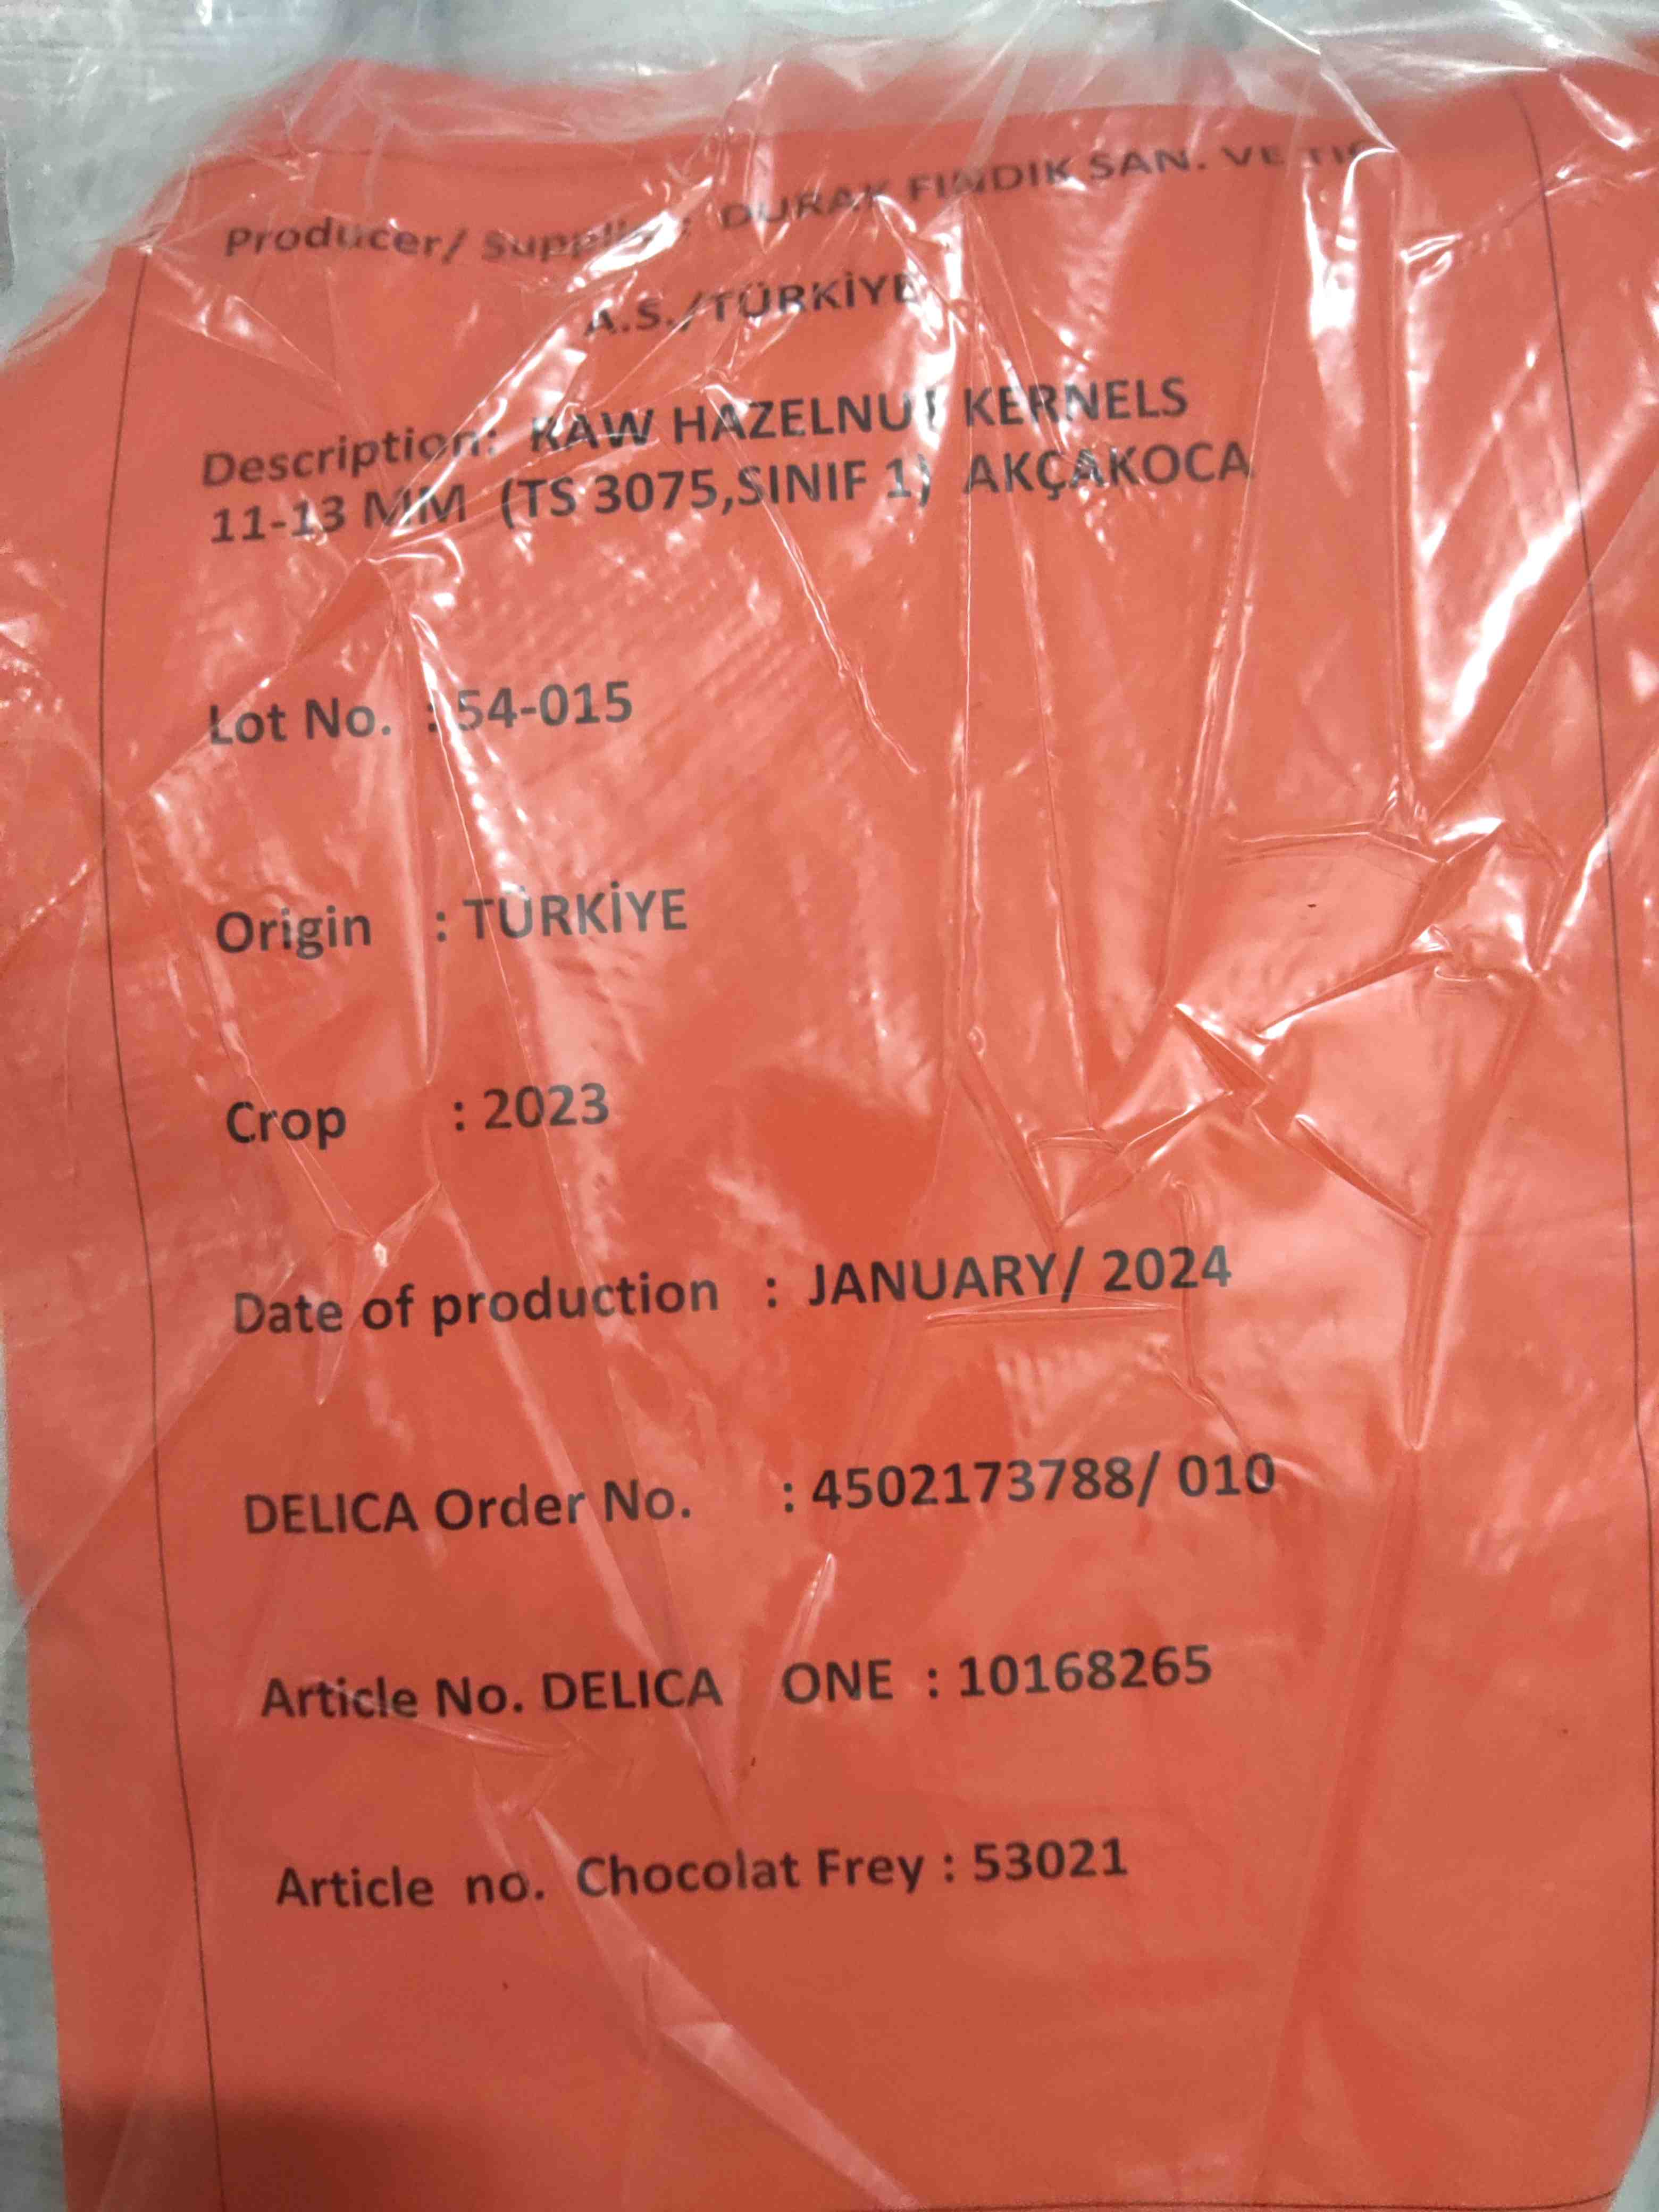 Producer/ Supplier : DURAK FINDIK SAN. VE TIC
A.S./TÜRKİYE
Description: RAW HAZELNUT KERNELS
11-13 MM (TS 3075,SINIF 1) AKÇAKOCA
Lot No. : 54-015
Origin : TÜRKİYE
Crop : 2023
Date of production : JANUARY/ 2024
DELICA Order No. : 4502173788/ 010
Article No. DELICA ONE : 10168265
Article no. Chocolat Frey : 53021